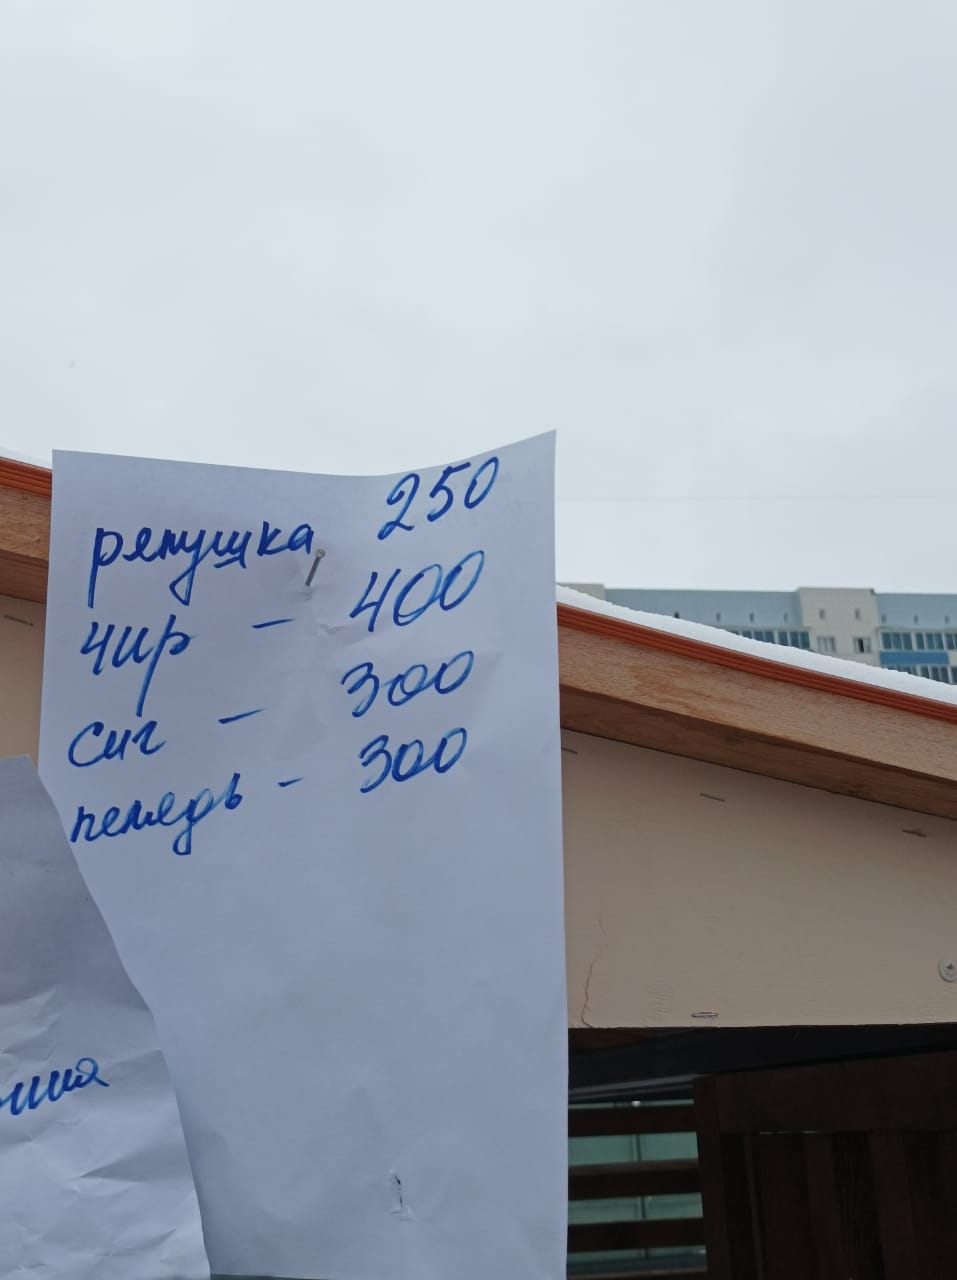 ряпушка 250
чир - 400
сиг - 300
пелядь - 300